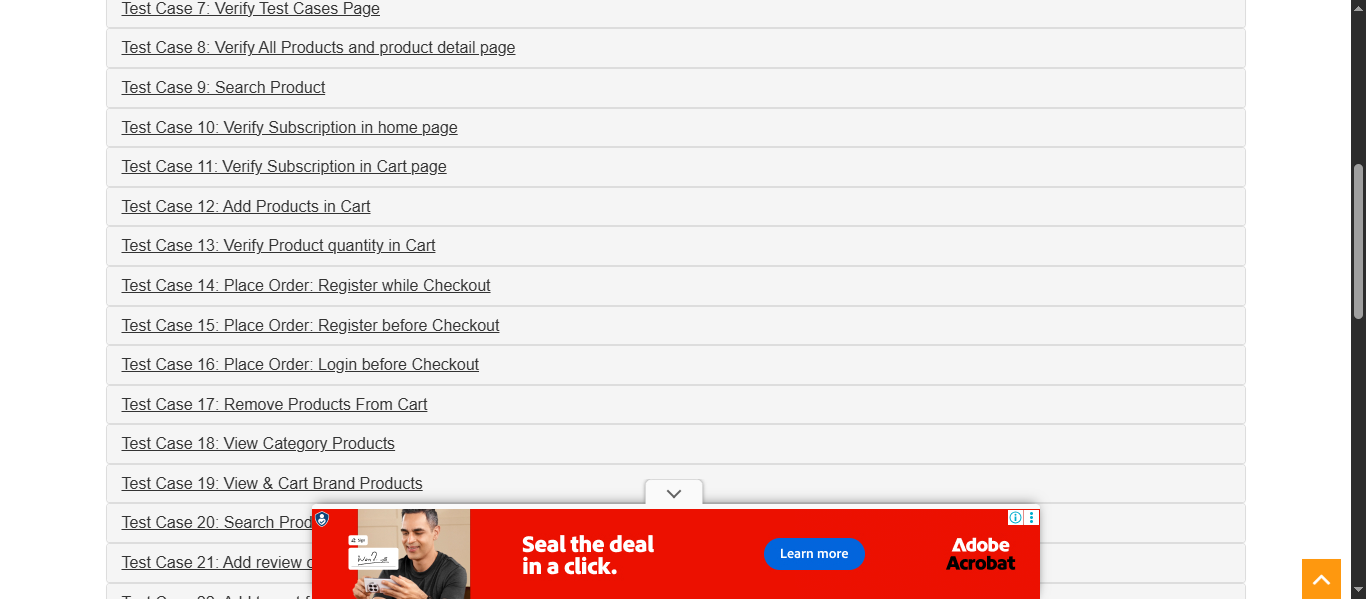 Test Case 7: Verify Test Cases Page
Test Case 8: Verify All Products and product detail page
Test Case 9: Search Product
Test Case 10: Verify Subscription in home page
Test Case 11: Verify Subscription in Cart page
Test Case 12: Add Products in Cart
Test Case 13: Verify Product quantity in Cart
Test Case 14: Place Order: Register while Checkout
Test Case 15: Place Order: Register before Checkout
Test Case 16: Place Order: Login before Checkout
Test Case 17: Remove Products From Cart
Test Case 18: View Category Products
Test Case 19: View & Cart Brand Products
Test Case 20: Search Prod
Test Case 21: Add review
Seal the deal
in a click.
Learn more
Adobe
Acrobat